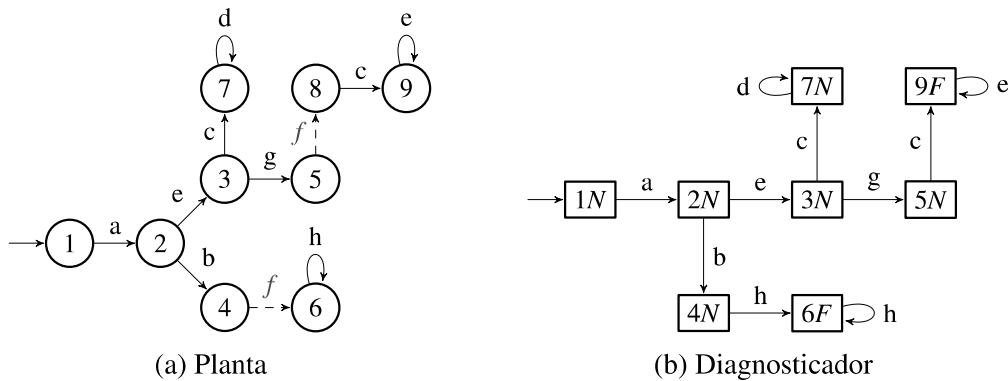 d
e
7
8
c
9
c
f
3
g
5
e
1
a
2
b
h
4
f
6
(a) Planta
d
7N
9F
e
c
c
1N
a
2N
e
3N
g
5N
b
4N
h
6F
h
(b) Diagnosticador